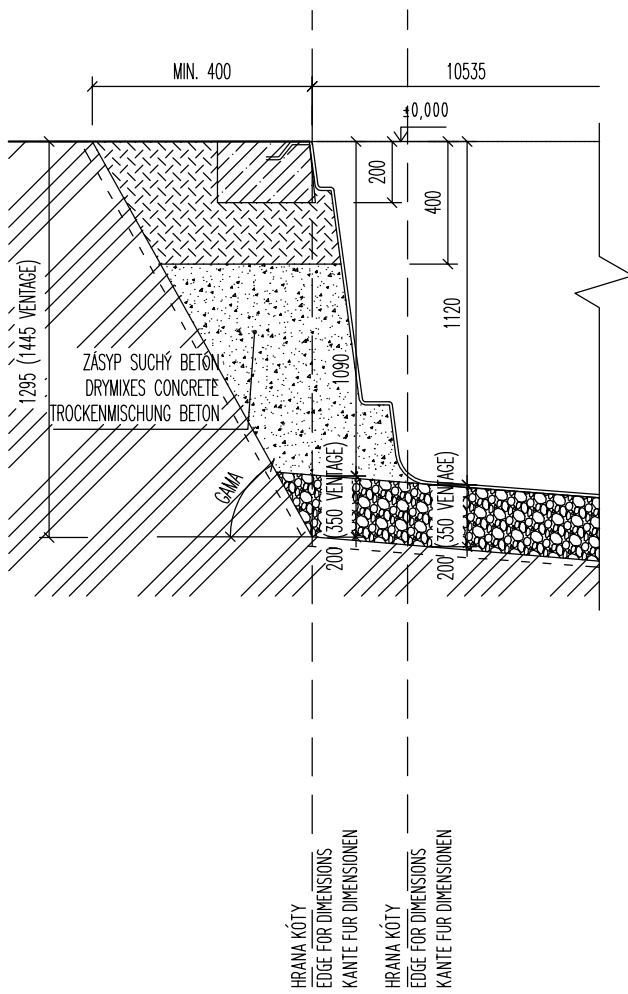 MIN. 400
10535
±0,000
200
400
1120
1090
1295 (1445 VENTAGE)
ZÁSYP SUCHÝ BETON
DRYMIXES CONCRETE
TROCKENMISCHUNG BETON
GAMA
200 (350 VENTAGE)
200 (350 VENTAGE)
HRANA KÓTY
EDGE FOR DIMENSIONS
KANTE FUR DIMENSIONEN
HRANA KÓTY
EDGE FOR DIMENSIONS
KANTE FUR DIMENSIONEN